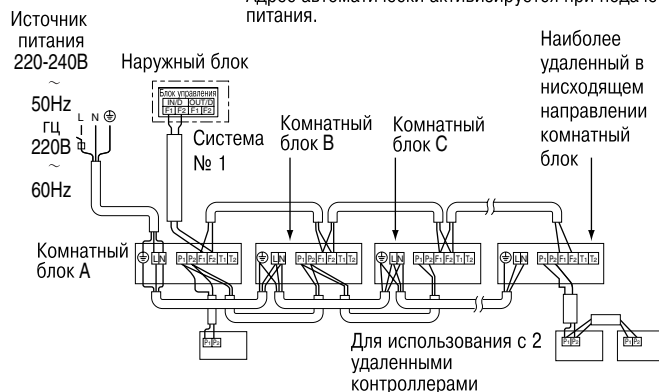 Адрес автоматически активизируется при подаче
питания.
Источник
питания
220-240В
~
50Hz
гц
220В
~
60Hz
L N
Наружный блок
Блок управления
IN/D OUT/D
F1 F2 F1 F2
Система
№ 1
Комнатный
блок B
Комнатный
блок C
Наиболее
удаленный в
нисходящем
направлении
комнатный
блок
Комнатный
блок A
L N P1 P2 F1 F2 T1 T2
L N P1 P2 F1 F2 T1 T2
L N P1 P2 F1 F2 T1 T2
L N P1 P2 F1 F2 T1 T2
P1 P2
P1 P2
P1 P2
Для использования с 2
удаленными
контроллерами